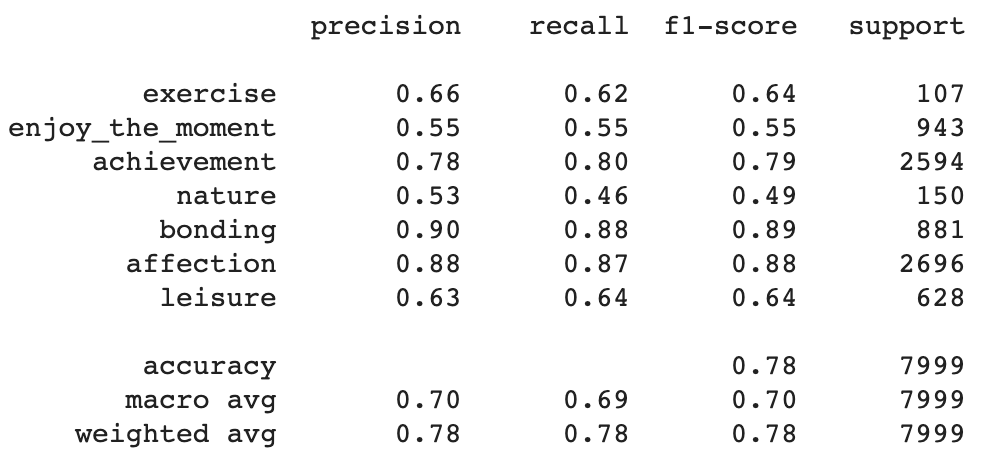 precision recall f1-score support
exercise 0.66 0.62 0.64 107
enjoy_the_moment 0.55 0.55 0.55 943
achievement 0.78 0.80 0.79 2594
nature 0.53 0.46 0.49 150
bonding 0.90 0.88 0.89 881
affection 0.88 0.87 0.88 2696
leisure 0.63 0.64 0.64 628
accuracy 0.78 7999
macro avg 0.70 0.69 0.70 7999
weighted avg 0.78 0.78 0.78 7999